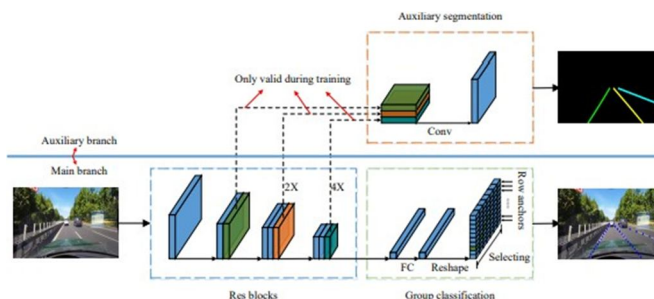 Auxiliary segmentation
Only valid during training
Conv
Auxiliary branch
Main branch
2X
4X
Row anchors
FC
Reshape
Selecting
Res blocks
Group classification